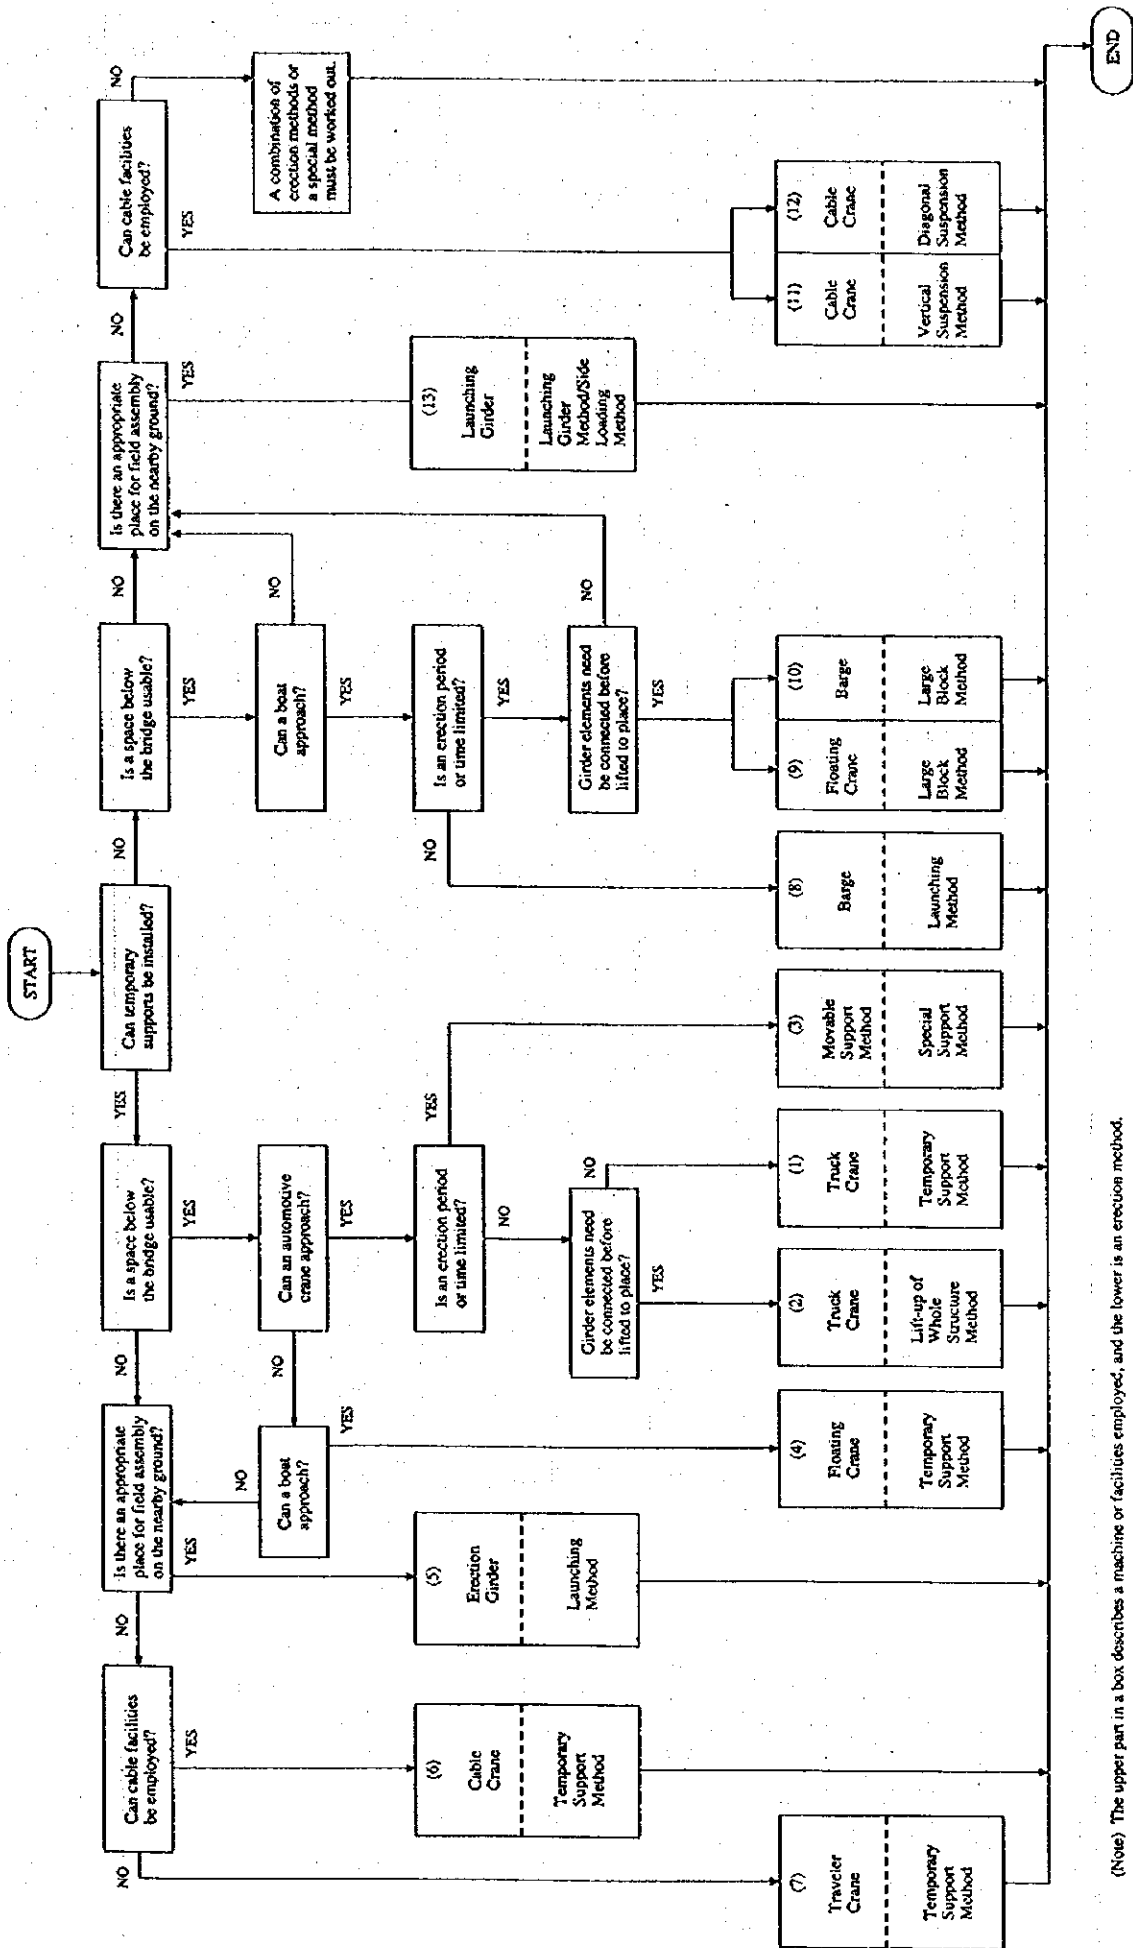 START
Can temporary
supports be installed?
YES
NO
Is a space below
the bridge usable?
NO
YES
Can an automotive
crane approach?
NO
YES
Is an erection period
or time limited?
YES
NO
Girder elements need
be connected before
lifted to place?
NO
YES
Is there an appropriate
place for field assembly
on the nearby ground?
NO
YES
Can a boat
approach?
NO
YES
Can cable facilities
be employed?
NO
YES
Is a space below
the bridge usable?
NO
YES
Can a boat
approach?
NO
YES
Is an erection period
or time limited?
NO
YES
Girder elements need
be connected before
lifted to place?
NO
YES
Is there an appropriate
place for field assembly
on the nearby ground?
NO
YES
Can cable facilities
be employed?
NO
YES
A combination of
erection methods or
a special method
must be worked out.
(7)
Traveler
Crane
Temporary
Support
Method
(6)
Cable
Crane
Temporary
Support
Method
(5)
Erection
Girder
Launching
Method
(4)
Floating
Crane
Temporary
Support
Method
(2)
Truck
Crane
Lift-up of
Whole
Structure
Method
(1)
Truck
Crane
Temporary
Support
Method
(3)
Movable
Support
Method
Special
Support
Method
(8)
Barge
Launching
Method
(9)
Floating
Crane
Large
Block
Method
(10)
Barge
Large
Block
Method
(13)
Launching
Girder
Launching
Girder
Method/Side
Loading
Method
(11)
Cable
Crane
Vertical
Suspension
Method
(12)
Cable
Crane
Diagonal
Suspension
Method
END
(Note) The upper part in a box describes a machine or facilities employed, and the lower is an erection method.